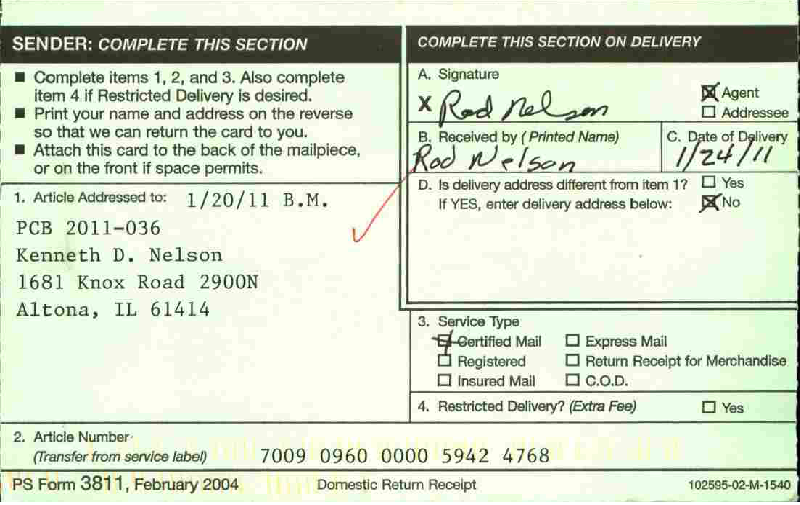 SENDER: COMPLETE THIS SECTION
■ Complete items 1, 2, and 3. Also complete
item 4 if Restricted Delivery is desired.
■ Print your name and address on the reverse
so that we can return the card to you.
■ Attach this card to the back of the mailpiece,
or on the front if space permits.
1. Article Addressed to: 1/20/11 B.M.
PCB 2011-036
Kenneth D. Nelson
1681 Knox Road 2900N
Altona, IL 61414
COMPLETE THIS SECTION ON DELIVERY
A. Signature
X Rod Nelson
☒ Agent
☐ Addressee
B. Received by (Printed Name)
Rod Nelson
C. Date of Delivery
1/24/11
D. Is delivery address different from item 1? ☐ Yes
If YES, enter delivery address below: ☒ No
3. Service Type
☒ Certified Mail ☐ Express Mail
☐ Registered ☐ Return Receipt for Merchandise
☐ Insured Mail ☐ C.O.D.
4. Restricted Delivery? (Extra Fee) ☐ Yes
2. Article Number
(Transfer from service label) 7009 0960 0000 5942 4768
PS Form 3811, February 2004 Domestic Return Receipt 102595-02-M-1540